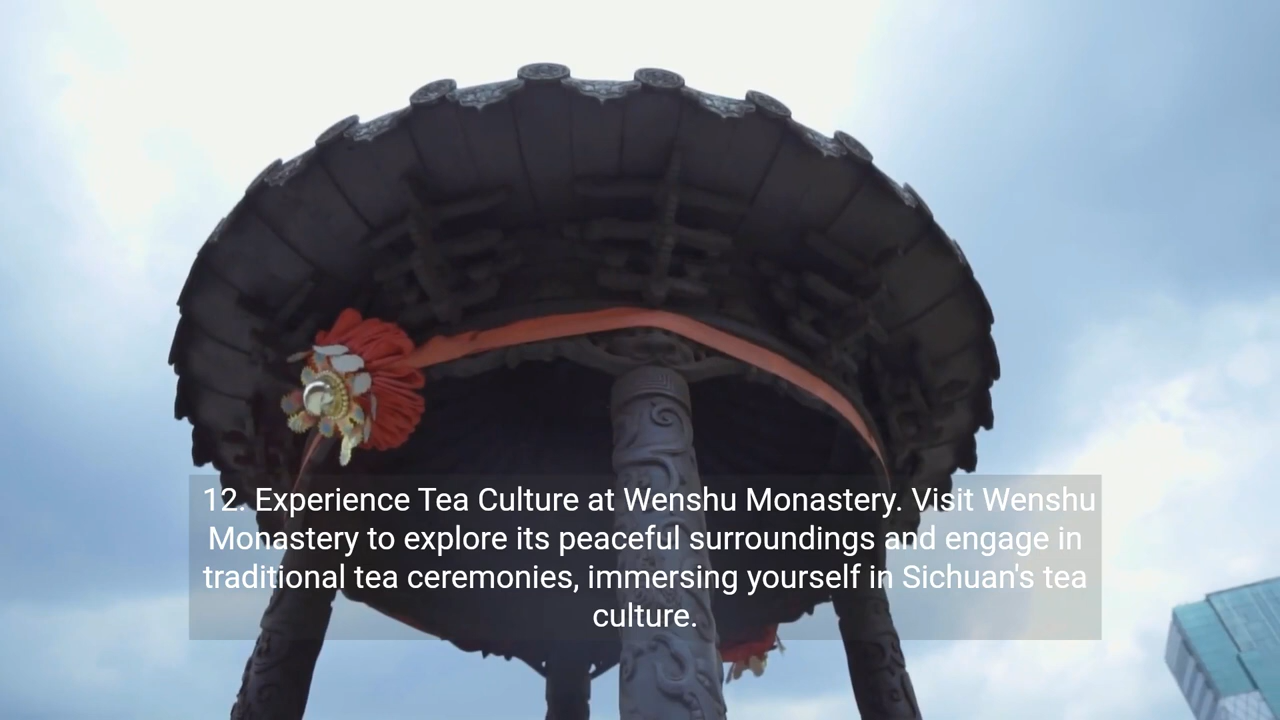 12. Experience Tea Culture at Wenshu Monastery. Visit Wenshu
Monastery to explore its peaceful surroundings and engage in
traditional tea ceremonies, immersing yourself in Sichuan's tea
culture.